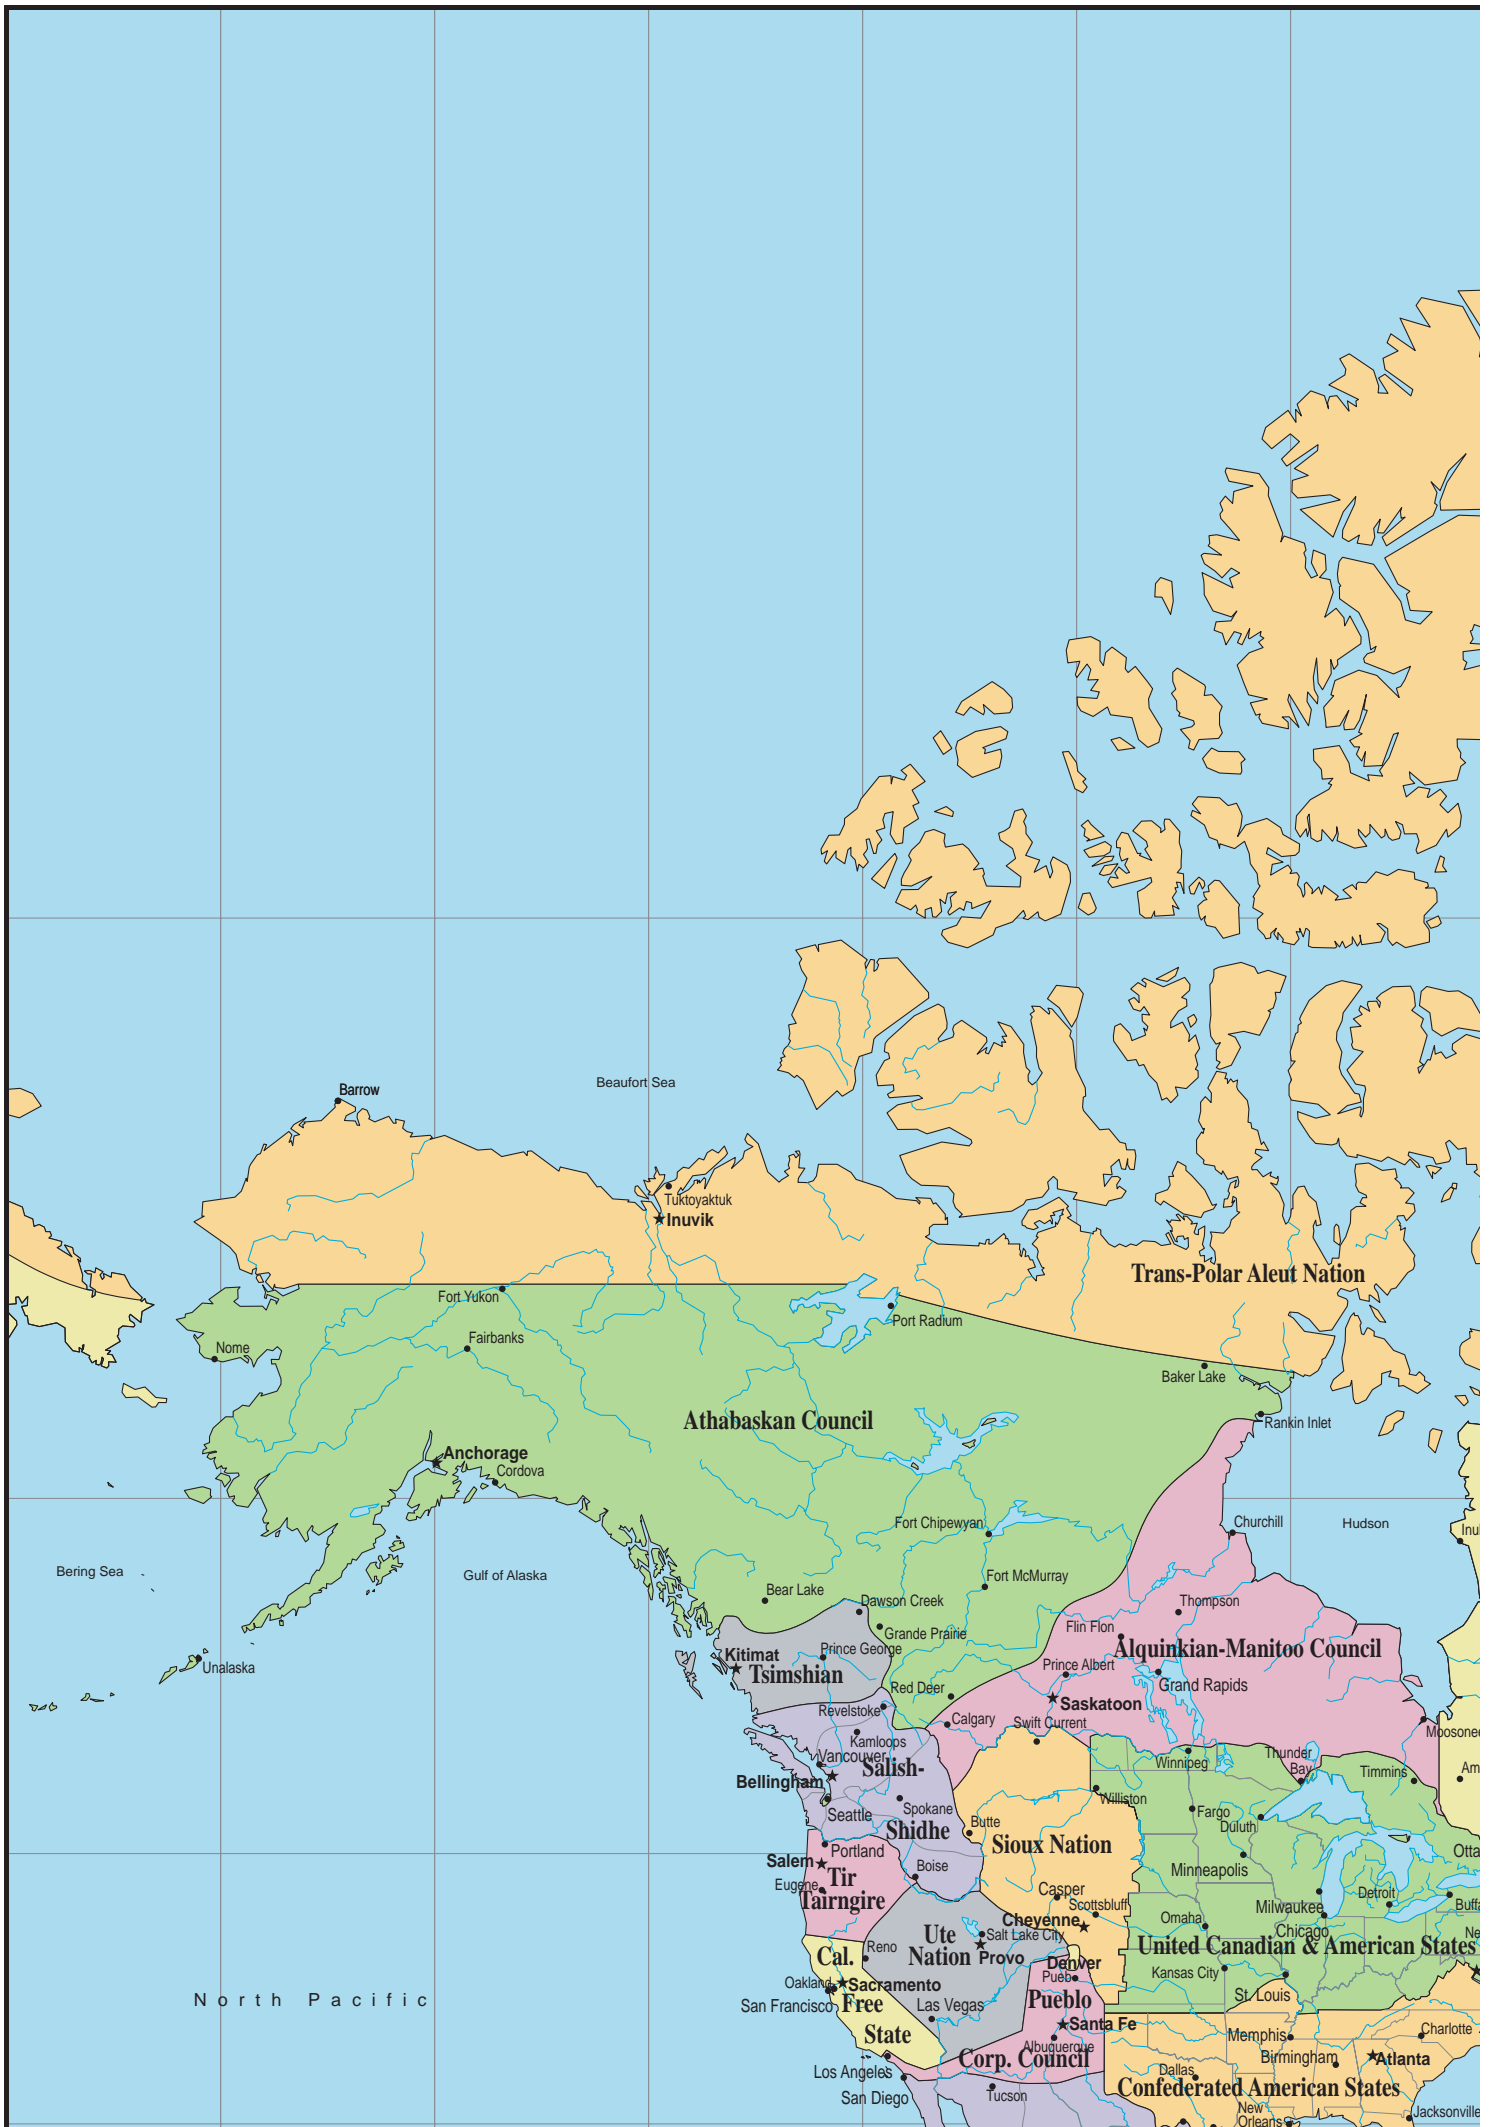 Barrow
Beaufort Sea
Tuktoyaktuk
Inuvik
Trans-Polar Aleut Nation
Fort Yukon
Port Radium
Fairbanks
Nome
Baker Lake
Athabaskan Council
Rankin Inlet
Anchorage
Cordova
Fort Chipewyan
Churchill
Hudson
Inu
Bering Sea
Gulf of Alaska
Fort McMurray
Bear Lake
Dawson Creek
Thompson
Flin Flon
Grande Prairie
Prince George
Alquinkian-Manitoo Council
Kitimat
Tsimshian
Unalaska
Prince Albert
Grand Rapids
Red Deer
Saskatoon
Revelstoke
Calgary
Swift Current
Moosonee
Kamloops
Vancouver
Salish-
Winnipeg
Thunder
Bay
Timmins
Am
Bellingham
Williston
Seattle
Spokane
Fargo
Duluth
Shidhe
Butte
Sioux Nation
Portland
Otta
Salem
Boise
Minneapolis
Tir
Eugene
Tairngire
Casper
Scottsbluff
Detroit
Buffa
Milwaukee
Cheyenne
Omaha
Chicago
Ute
Nation
Salt Lake City
Ne
United Canadian & American States
Reno
Cal.
Provo
Denver
Pueb
Kansas City
Oakland
Sacramento
St. Louis
North Pacific
San Francisco
Free
Las Vegas
Pueblo
Santa Fe
State
Memphis
Charlotte
Albuquerque
Corp. Council
Birmingham
Atlanta
Los Angeles
Dallas
San Diego
Tucson
Confederated American States
New
Orleans
Jacksonville